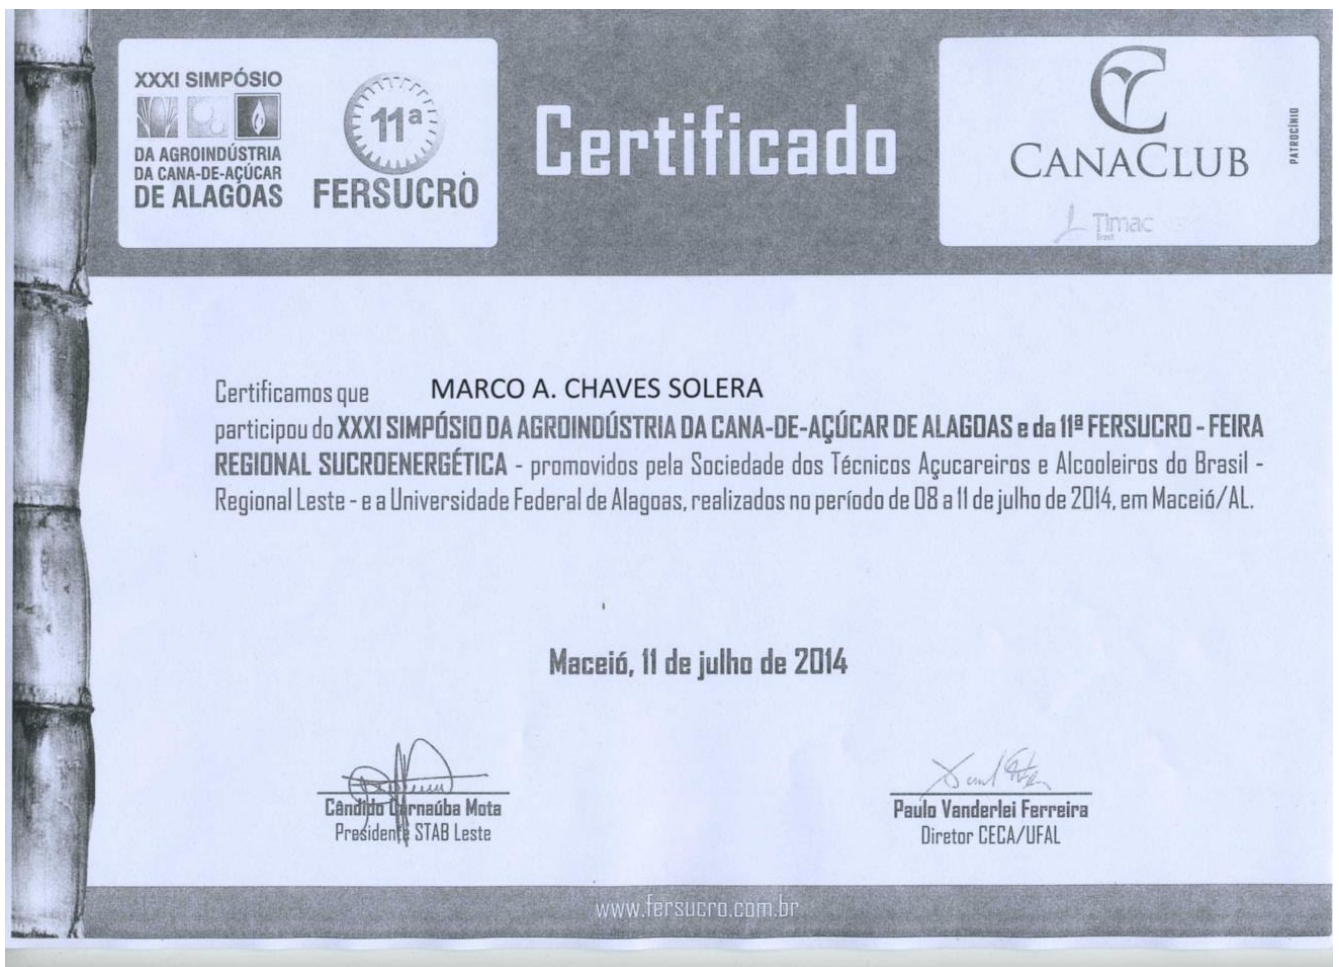 XXXI SIMPÓSIO
DA AGROINDÚSTRIA
DA CANA-DE-AÇÚCAR
DE ALAGOAS
11ª
FERSUCRO
Certificado
CANACLUB
Timac
Brasil
PATROCÍNIO
Certificamos que MARCO A. CHAVES SOLERA
participou do XXXI SIMPÓSIO DA AGROINDÚSTRIA DA CANA-DE-AÇÚCAR DE ALAGOAS e da 11ª FERSUCRO - FEIRA
REGIONAL SUCROENERGÉTICA - promovidos pela Sociedade dos Técnicos Açucareiros e Alcooleiros do Brasil -
Regional Leste - e a Universidade Federal de Alagoas, realizados no período de 08 a 11 de julho de 2014, em Maceió/AL.
Maceió, 11 de julho de 2014
Cândido Carnaúba Mota
Presidente STAB Leste
Paulo Vanderlei Ferreira
Diretor CECA/UFAL
www.fersucro.com.br